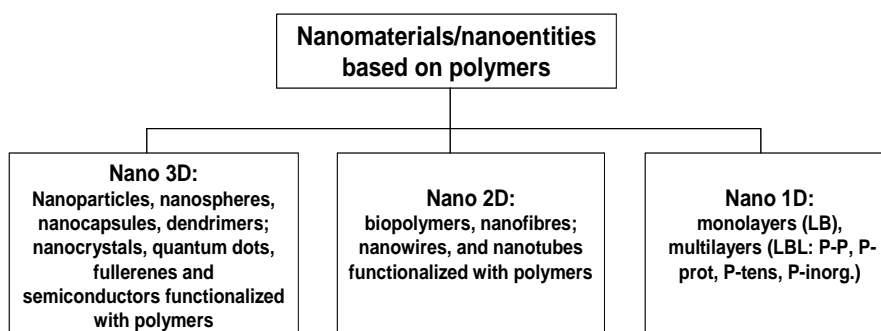 Nanomaterials/nanoentities
based on polymers
Nano 3D:
Nanoparticles, nanospheres,
nanocapsules, dendrimers;
nanocrystals, quantum dots,
fullerenes and
semiconductors functionalized
with polymers
Nano 2D:
biopolymers, nanofibres;
nanowires, and nanotubes
functionalized with polymers
Nano 1D:
monolayers (LB),
multilayers (LBL: P-P, P-
prot, P-tens, P-inorg.)